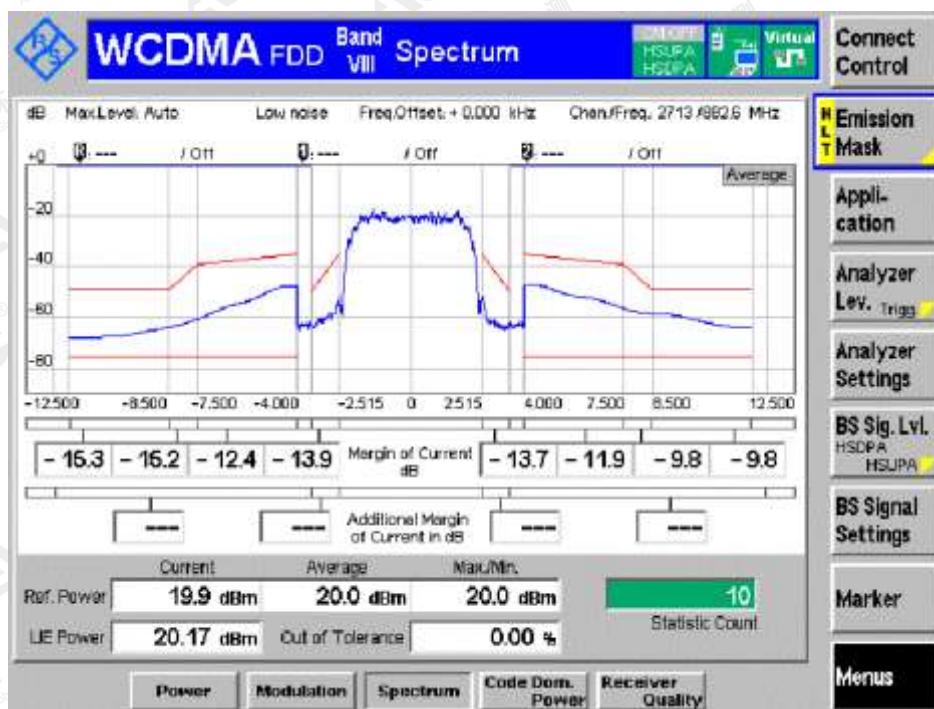 WCDMA FDD Band VIII Spectrum
HSUPA
HSDPA
Virtual
Connect Control
dB Max.Level: Auto Low noise Freq.Offset: + 0.000 kHz Chan./Freq.: 2713 /882.6 MHz
--- / Off --- / Off 2: --- / Off
Average
+0
-20
-40
-60
-80
-12.500 -8.500 -7.500 -4.000 -2.515 0 2.515 4.000 7.500 8.500 12.500
- 15.3 - 15.2 - 12.4 - 13.9 Margin of Current dB - 13.7 - 11.9 - 9.8 - 9.8
--- --- Additional Margin of Current in dB --- ---
Current Average Max./Min.
Ref. Power 19.9 dBm 20.0 dBm 20.0 dBm
10
Statistic Count
UE Power 20.17 dBm Out of Tolerance 0.00 %
HLT
Emission Mask
Appli-
cation
Analyzer
Lev. Trigg.
Analyzer
Settings
BS Sig. Lvl.
HSDPA
HSUPA
BS Signal
Settings
Marker
Menus
Power Modulation Spectrum Code Dom. Power Receiver Quality